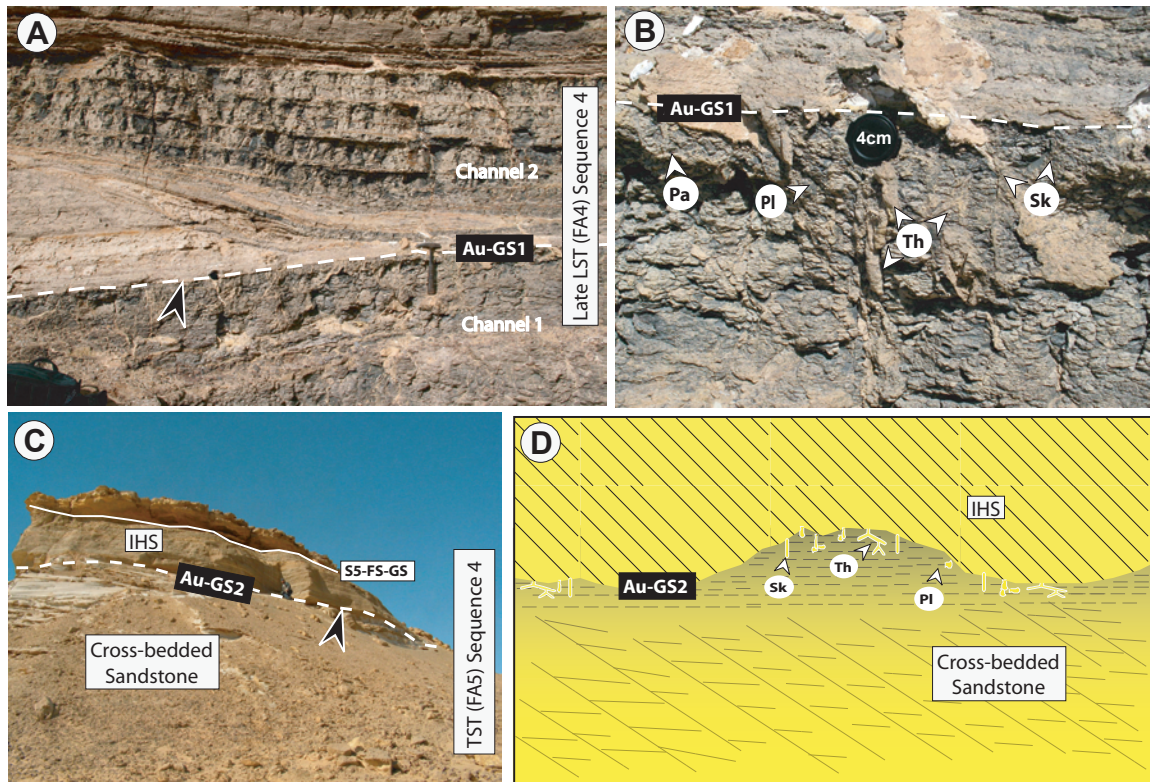 A
Channel 2
Au-GS1
Channel 1
Late LST (FA4) Sequence 4
B
Au-GS1
4cm
Pa
Pl
Th
Sk
C
IHS
S5-FS-GS
Au-GS2
Cross-bedded
Sandstone
TST (FA5) Sequence 4
D
IHS
Th
Sk
Au-GS2
Pl
Cross-bedded
Sandstone